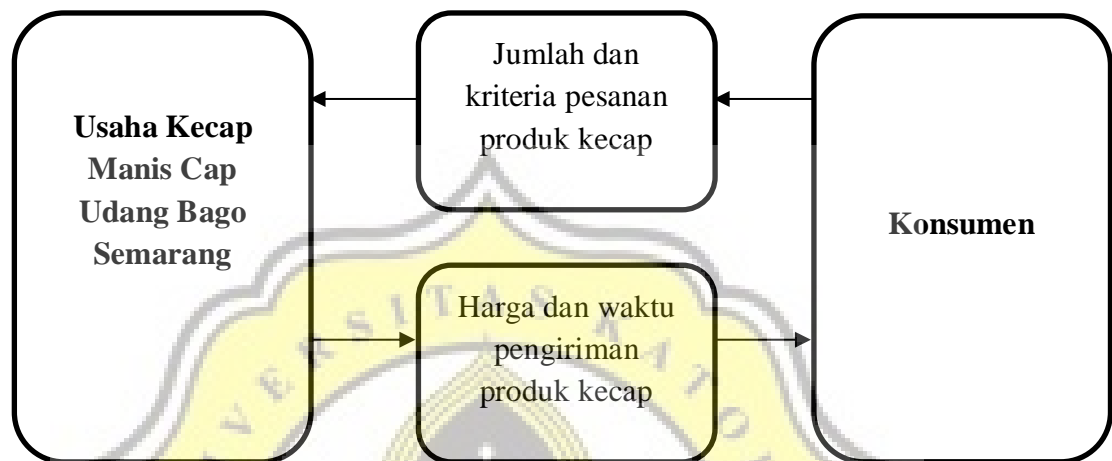 Usaha Kecap
Manis Cap
Udang Bago
Semarang
Jumlah dan
kriteria pesanan
produk kecap
Harga dan waktu
pengiriman
produk kecap
Konsumen